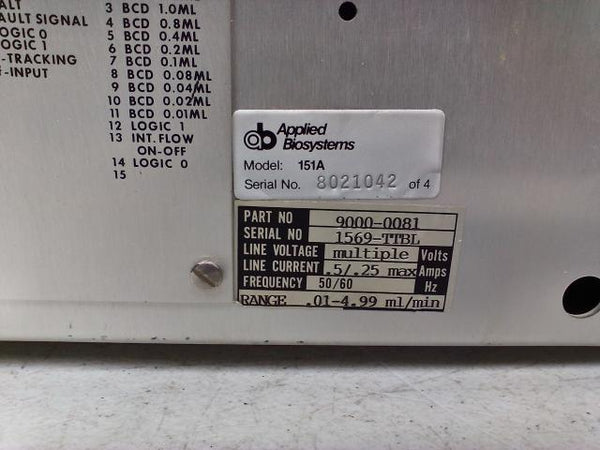 ALT
AULT SIGNAL
OGIC 0
OGIC 1
-TRACKING
-INPUT
3 BCD 1.0ML
4 BCD 0.8ML
5 BCD 0.4ML
6 BCD 0.2ML
7 BCD 0.1ML
8 BCD 0.08ML
9 BCD 0.04ML
10 BCD 0.02ML
11 BCD 0.01ML
12 LOGIC 1
13 INT. FLOW
ON-OFF
14 LOGIC 0
15
Applied
Biosystems
Model: 151A
Serial No. 8021042 of 4
PART NO 9000-0081
SERIAL NO 1569-TTBL
LINE VOLTAGE multiple Volts
LINE CURRENT .5/.25 max Amps
FREQUENCY 50/60 Hz
RANGE .01-4.99 ml/min